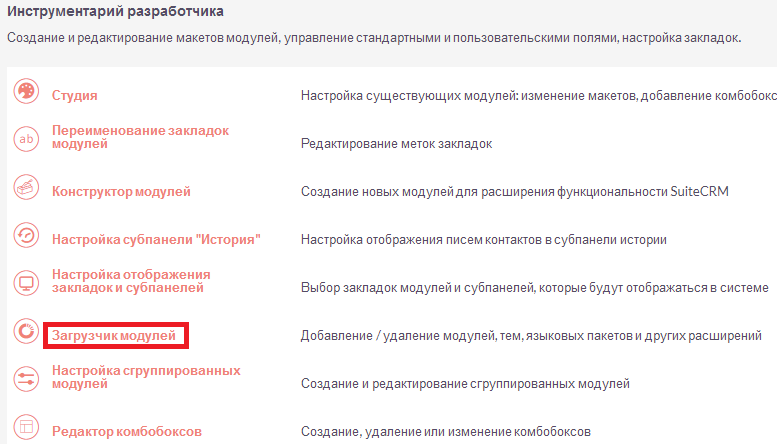 Инструментарий разработчика
Создание и редактирование макетов модулей, управление стандартными и пользовательскими полями, настройка закладок.
Студия
Настройка существующих модулей: изменение макетов, добавление комбобокс
Переименование закладок
модулей
Редактирование меток закладок
ab
Конструктор модулей
Создание новых модулей для расширения функциональности SuiteCRM
Настройка субпанели "История"
Настройка отображения писем контактов в субпанели истории
Настройка отображения
закладок и субпанелей
Выбор закладок модулей и субпанелей, которые будут отображаться в системе
Загрузчик модулей
Добавление / удаление модулей, тем, языковых пакетов и других расширений
Настройка сгруппированных
модулей
Создание и редактирование сгруппированных модулей
Редактор комбобоксов
Создание, удаление или изменение комбобоксов